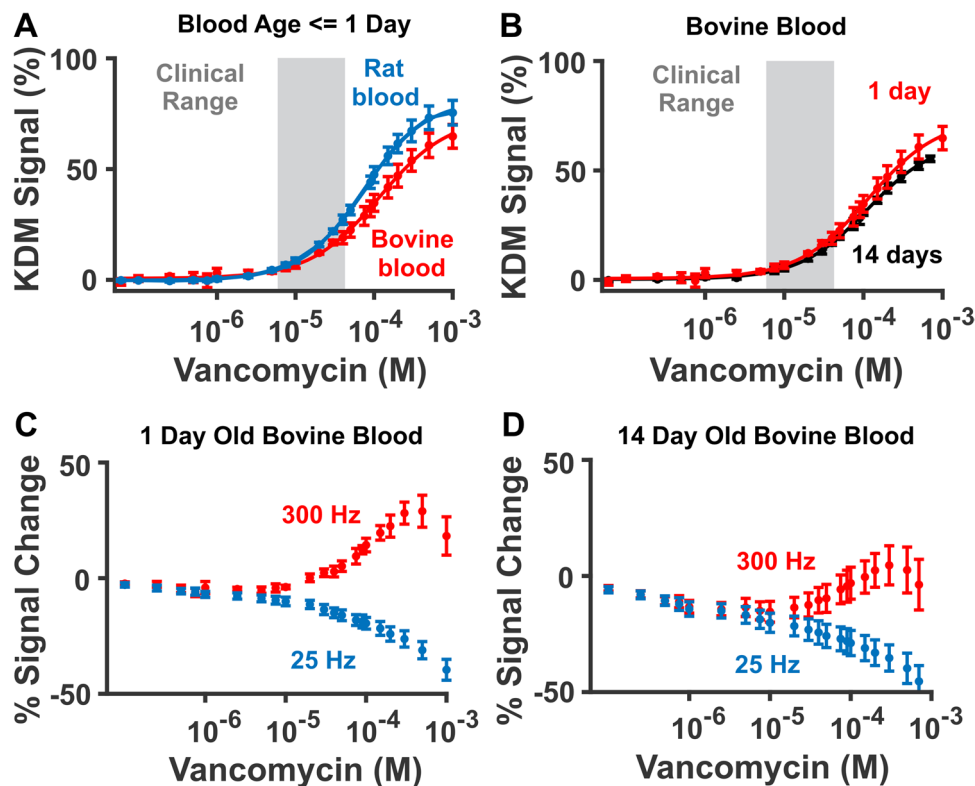 A
Blood Age <= 1 Day
KDM Signal (%)
100
50
0
Clinical
Range
Rat
blood
Bovine
blood
10-6
10-5
10-4
10-3
Vancomycin (M)
B
Bovine Blood
KDM Signal (%)
100
50
0
Clinical
Range
1 day
14 days
10-6
10-5
10-4
10-3
Vancomycin (M)
C
1 Day Old Bovine Blood
% Signal Change
50
0
-50
300 Hz
25 Hz
10-6
10-5
10-4
10-3
Vancomycin (M)
D
14 Day Old Bovine Blood
% Signal Change
50
0
-50
300 Hz
25 Hz
10-6
10-5
10-4
10-3
Vancomycin (M)